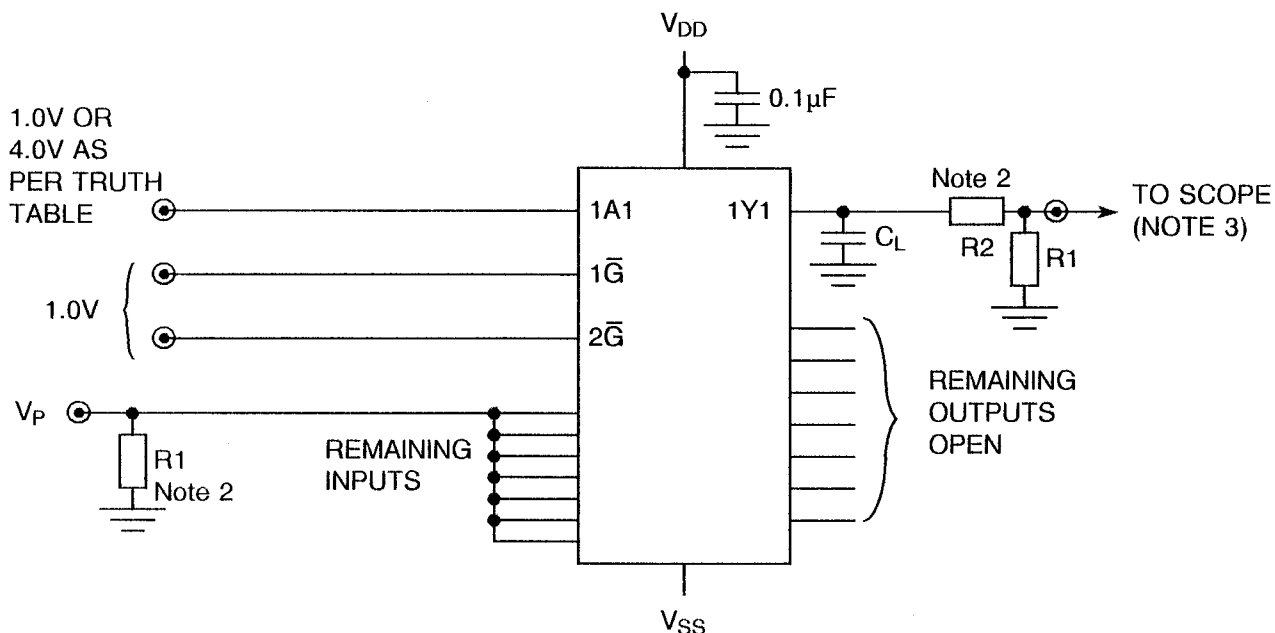 V_DD
0.1µF
1.0V OR
4.0V AS
PER TRUTH
TABLE
1A1
1Y1
Note 2
TO SCOPE
(NOTE 3)
C_L
R2
R1
1G̅
1.0V
2G̅
V_P
R1
Note 2
REMAINING
INPUTS
REMAINING
OUTPUTS
OPEN
V_SS